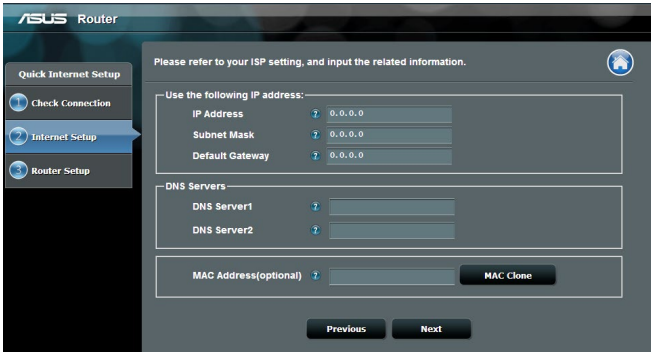 ASUS Router
Quick Internet Setup
1 Check Connection
2 Internet Setup
3 Router Setup
Please refer to your ISP setting, and input the related information.
Use the following IP address:
IP Address ? 0.0.0.0
Subnet Mask ? 0.0.0.0
Default Gateway ? 0.0.0.0
DNS Servers
DNS Server1 ?
DNS Server2 ?
MAC Address(optional) ? MAC Clone
Previous Next